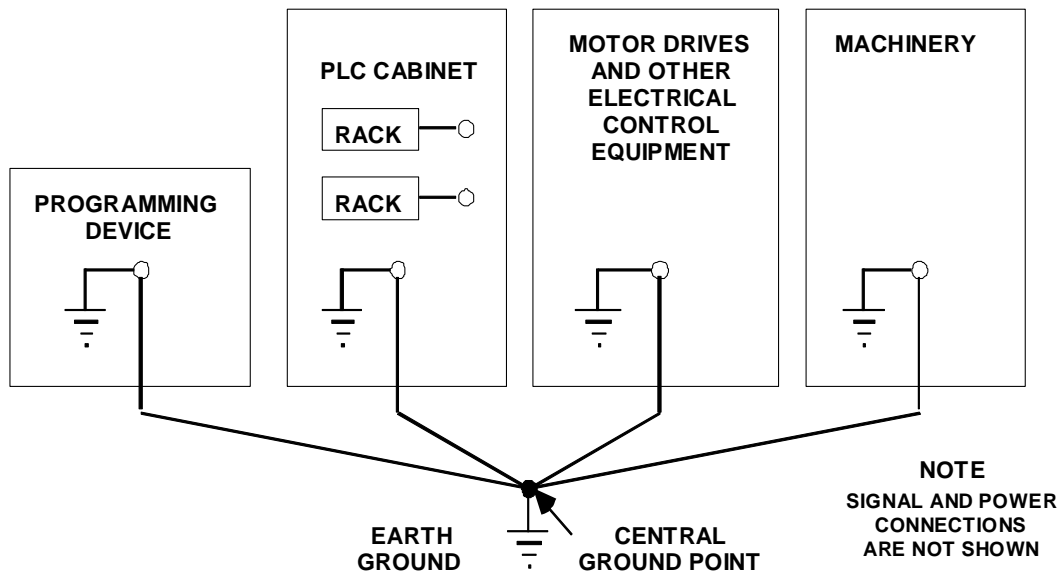 PROGRAMMING
DEVICE
PLC CABINET
RACK
RACK
MOTOR DRIVES
AND OTHER
ELECTRICAL
CONTROL
EQUIPMENT
MACHINERY
EARTH
GROUND
CENTRAL
GROUND POINT
NOTE
SIGNAL AND POWER
CONNECTIONS
ARE NOT SHOWN